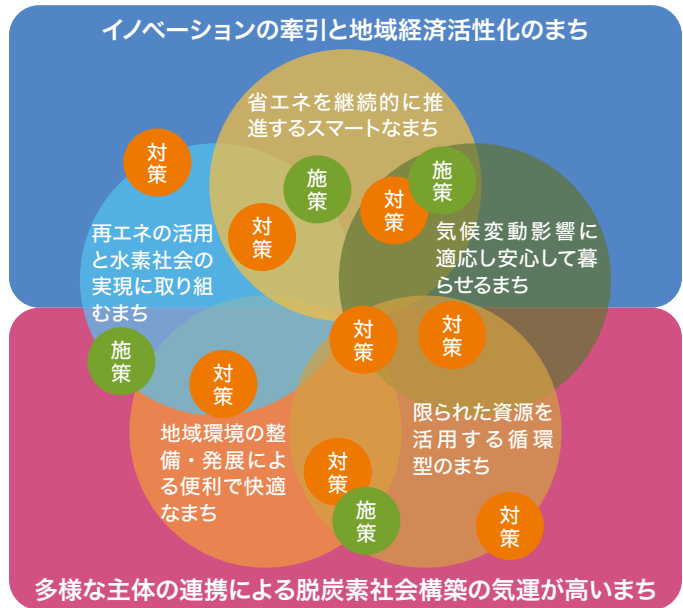 イノベーションの牽引と地域経済活性化のまち
省エネを継続的に推
進するスマートなまち
対
策
施
策
施
策
対
策
対
策
再エネの活用
と水素社会の
実現に取り組
むまち
気候変動影響に
適応し安心して暮
らせるまち
施
策
対
策
対
策
対
策
地域環境の整
備・発展によ
る便利で快適
なまち
限られた資源を
活用する循環
型のまち
対
策
施
策
対
策
多様な主体の連携による脱炭素社会構築の気運が高いまち